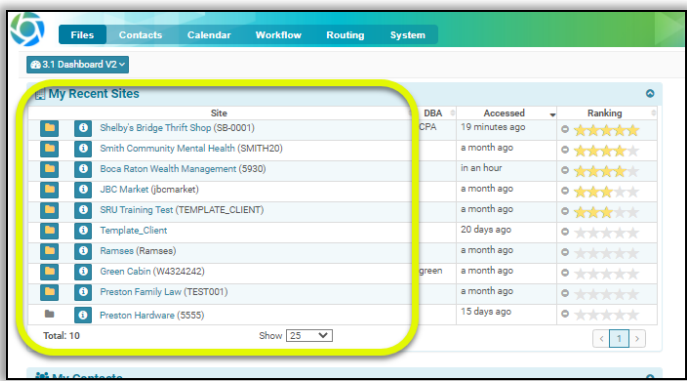 Files Contacts Calendar Workflow Routing System
3.1 Dashboard V2
My Recent Sites
Site DBA Accessed Ranking
Shelby's Bridge Thrift Shop (SB-0001) CPA 19 minutes ago
Smith Community Mental Health (SMITH20) a month ago
Boca Raton Wealth Management (5930) in an hour
JBC Market (jbcmarket) a month ago
SRU Training Test (TEMPLATE_CLIENT) a month ago
Template_Client 20 days ago
Ramses (Ramses) a month ago
Green Cabin (W4324242) green a month ago
Preston Family Law (TEST001) a month ago
Preston Hardware (5555) 15 days ago
Total: 10 Show 25 < 1 >
My Contacts